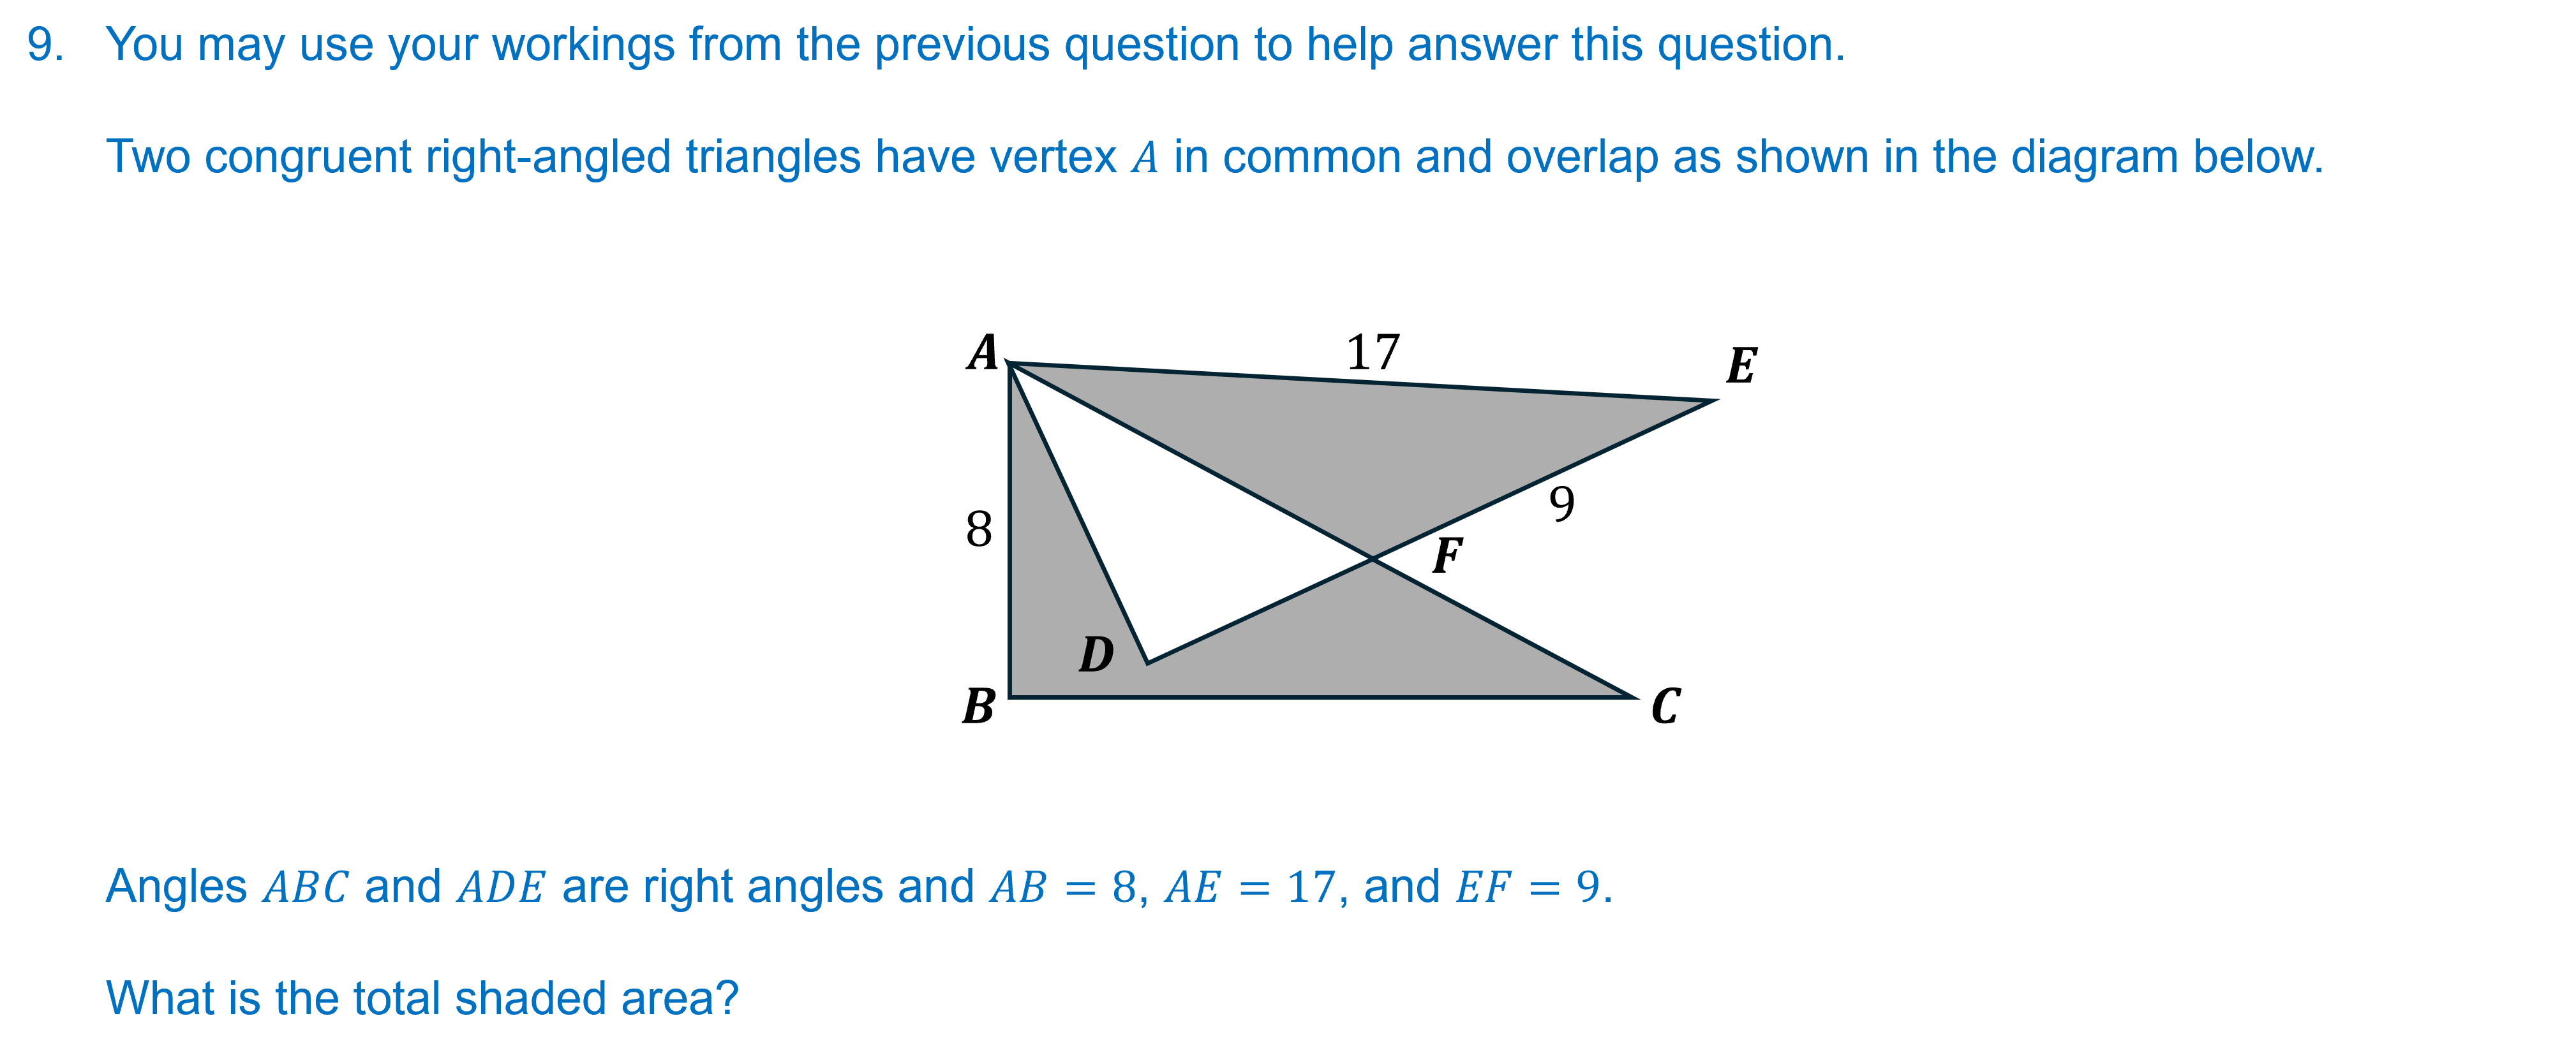 9. You may use your workings from the previous question to help answer this question.
Two congruent right-angled triangles have vertex A in common and overlap as shown in the diagram below.
A
17
E
8
9
F
D
B
C
Angles ABC and ADE are right angles and AB = 8, AE = 17, and EF = 9.
What is the total shaded area?